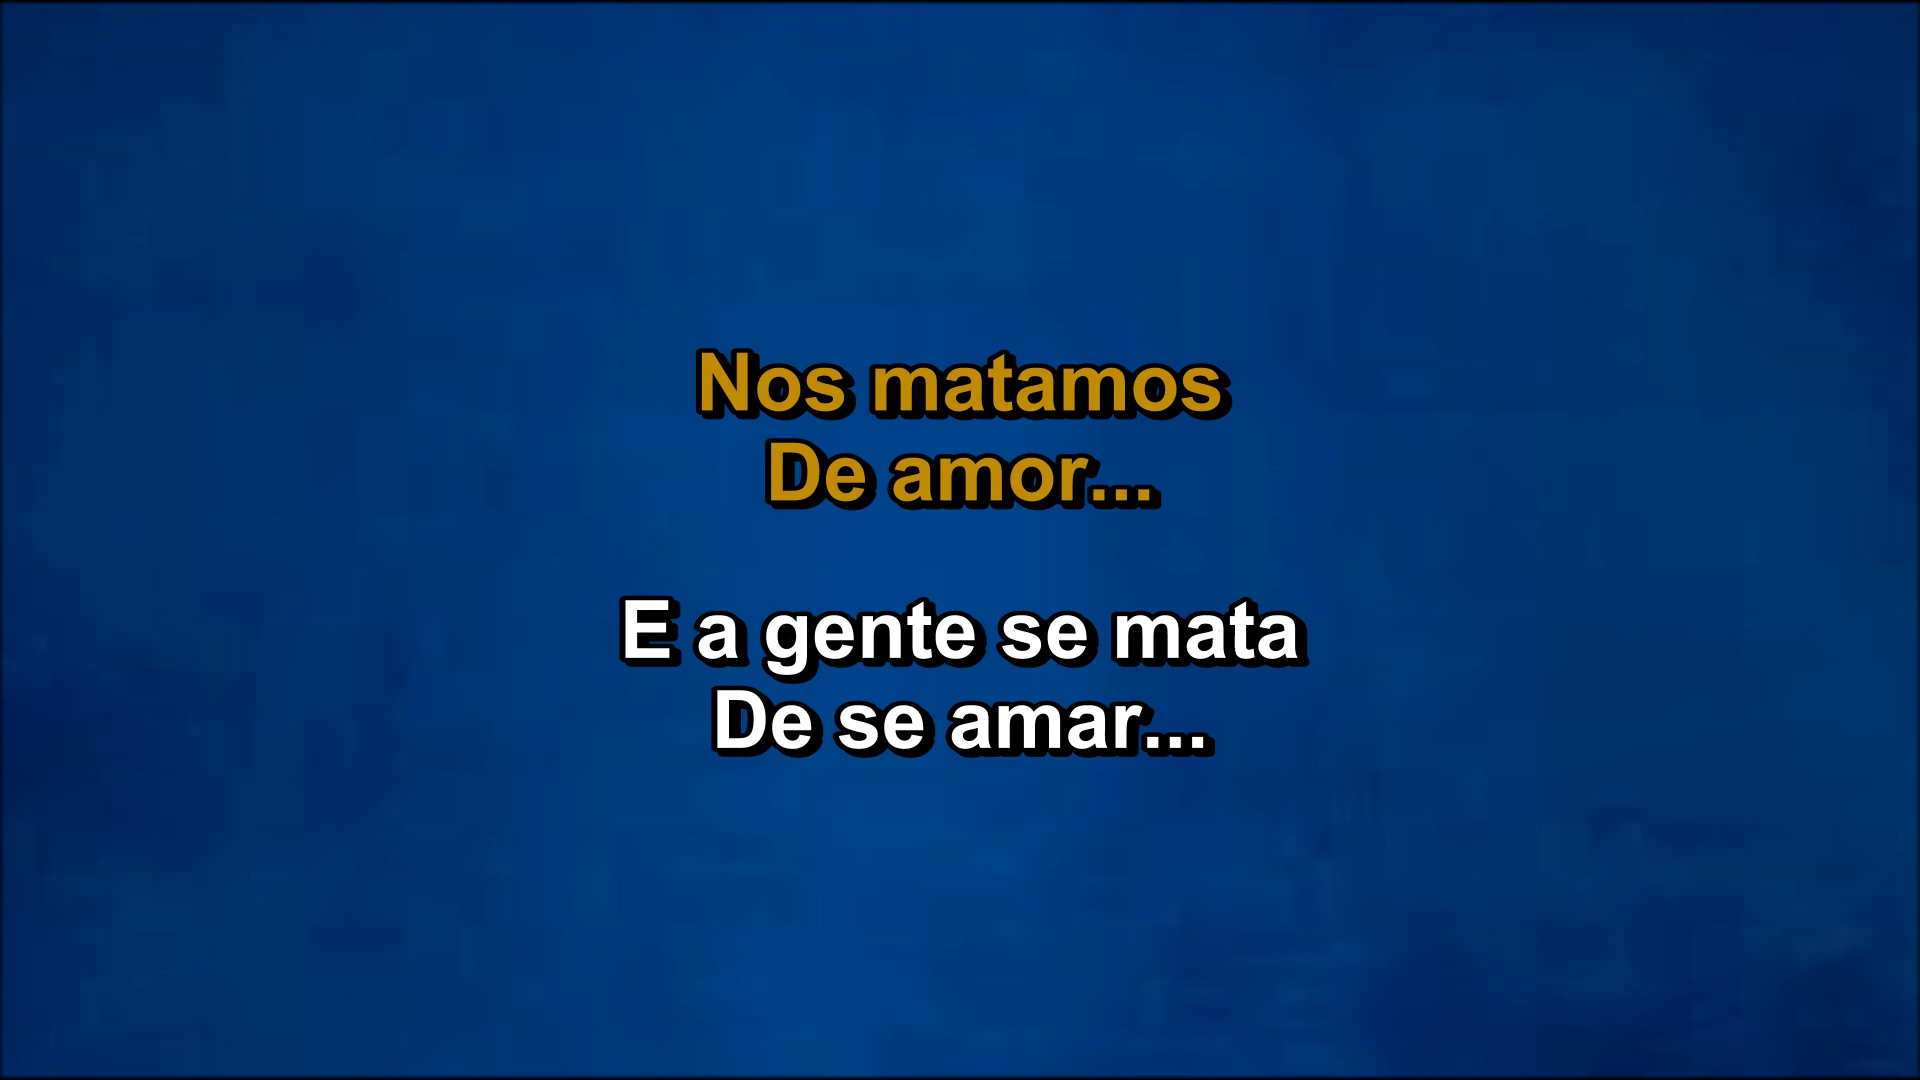 Nos matamos
De amor...
E a gente se mata
De se amar...